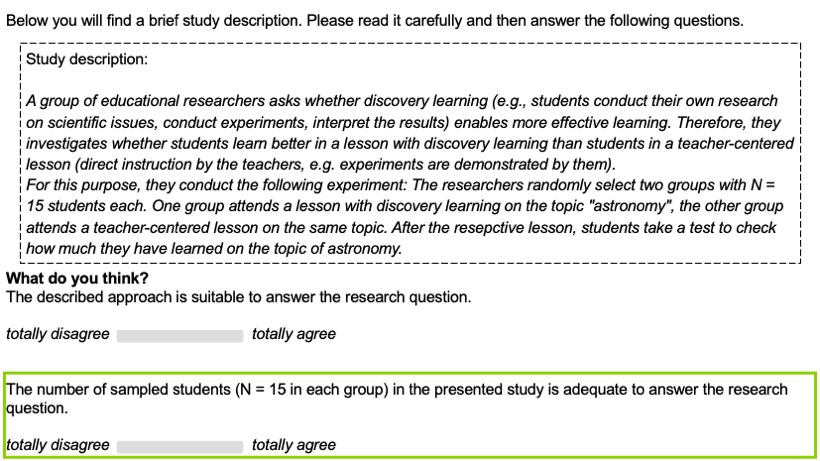 Below you will find a brief study description. Please read it carefully and then answer the following questions.
Study description:
A group of educational researchers asks whether discovery learning (e.g., students conduct their own research
on scientific issues, conduct experiments, interpret the results) enables more effective learning. Therefore, they
investigates whether students learn better in a lesson with discovery learning than students in a teacher-centered
lesson (direct instruction by the teachers, e.g. experiments are demonstrated by them).
For this purpose, they conduct the following experiment: The researchers randomly select two groups with N =
15 students each. One group attends a lesson with discovery learning on the topic "astronomy", the other group
attends a teacher-centered lesson on the same topic. After the resepctive lesson, students take a test to check
how much they have learned on the topic of astronomy.
What do you think?
The described approach is suitable to answer the research question.
totally disagree totally agree
The number of sampled students (N = 15 in each group) in the presented study is adequate to answer the research
question.
totally disagree totally agree